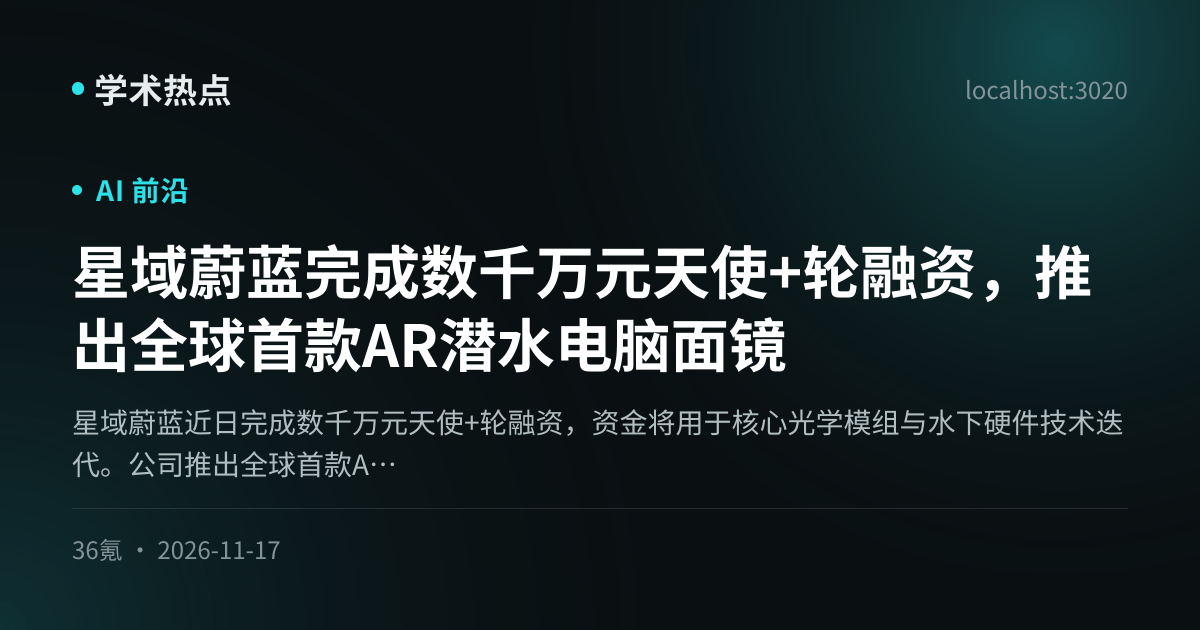 学术热点
localhost:3020
AI 前沿
星域蔚蓝完成数千万元天使+轮融资，推
出全球首款AR潜水电脑面镜
星域蔚蓝近日完成数千万元天使+轮融资，资金将用于核心光学模组与水下硬件技术迭
代。公司推出全球首款A…
36氪 · 2026-11-17